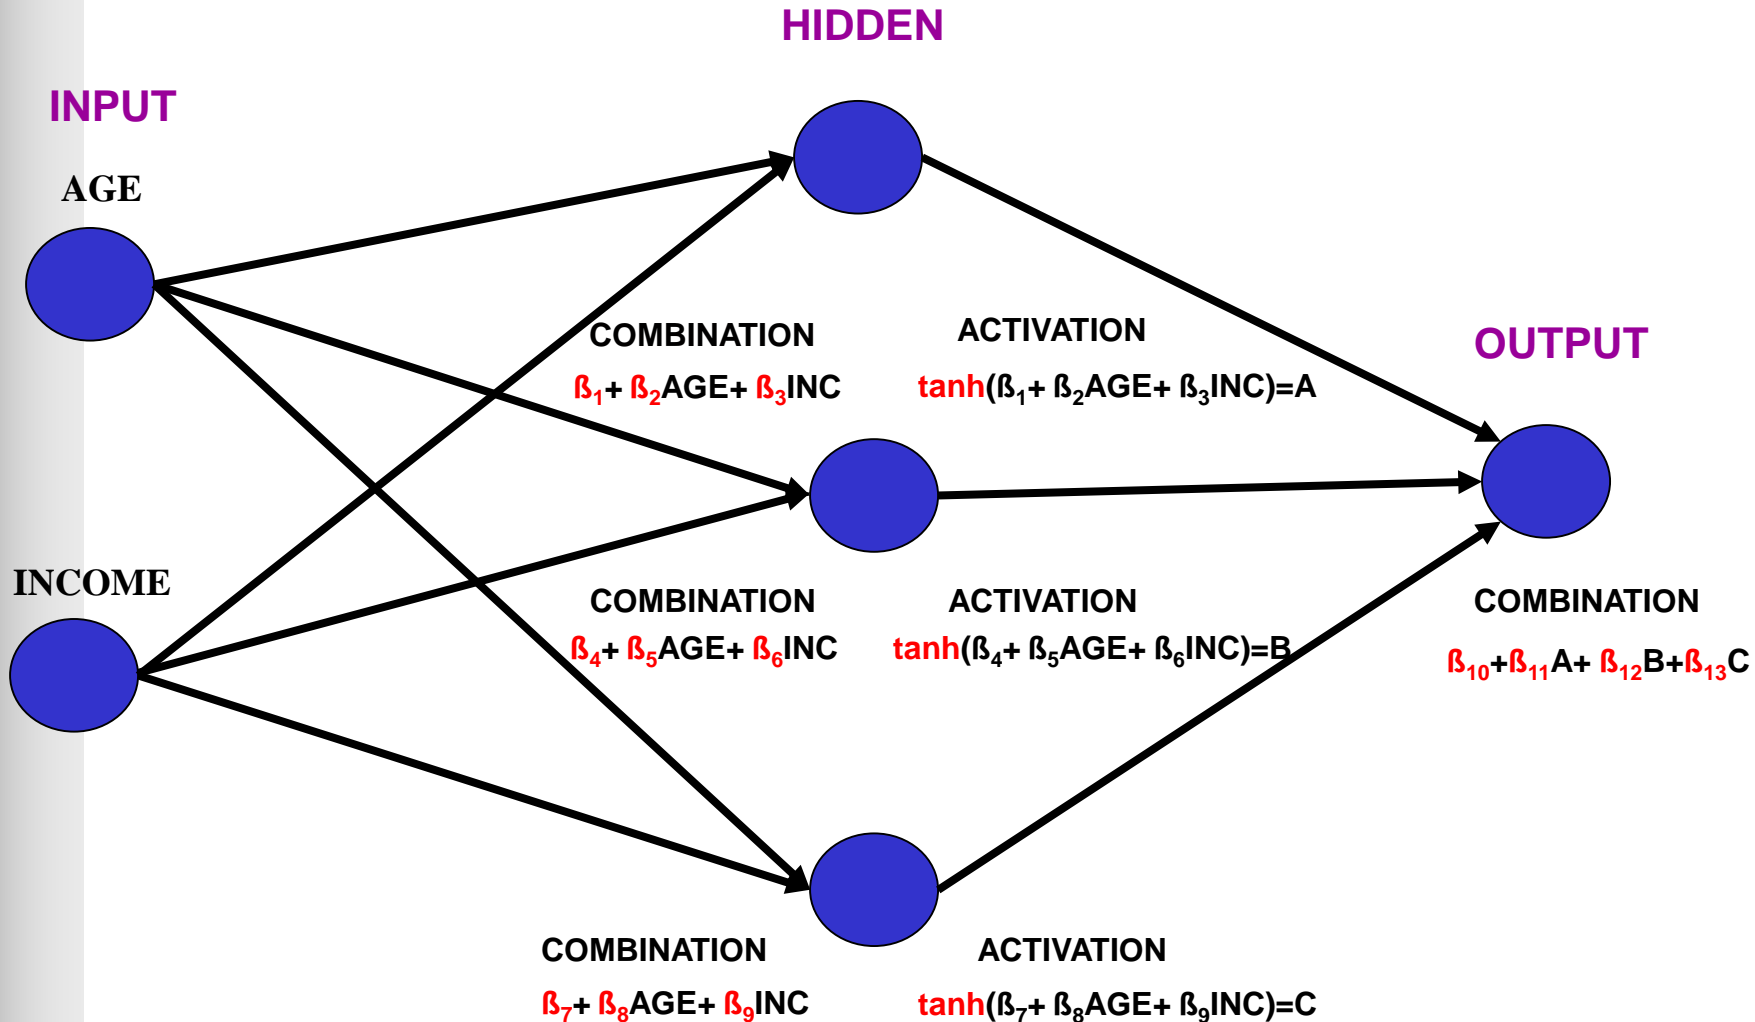 HIDDEN
INPUT
AGE
COMBINATION
ß₁+ ß₂AGE+ ß₃INC
ACTIVATION
tanh(ß₁+ ß₂AGE+ ß₃INC)=A
OUTPUT
INCOME
COMBINATION
ß₄+ ß₅AGE+ ß₆INC
ACTIVATION
tanh(ß₄+ ß₅AGE+ ß₆INC)=B
COMBINATION
ß₁₀+ß₁₁A+ ß₁₂B+ß₁₃C
COMBINATION
ß₇+ ß₈AGE+ ß₉INC
ACTIVATION
tanh(ß₇+ ß₈AGE+ ß₉INC)=C